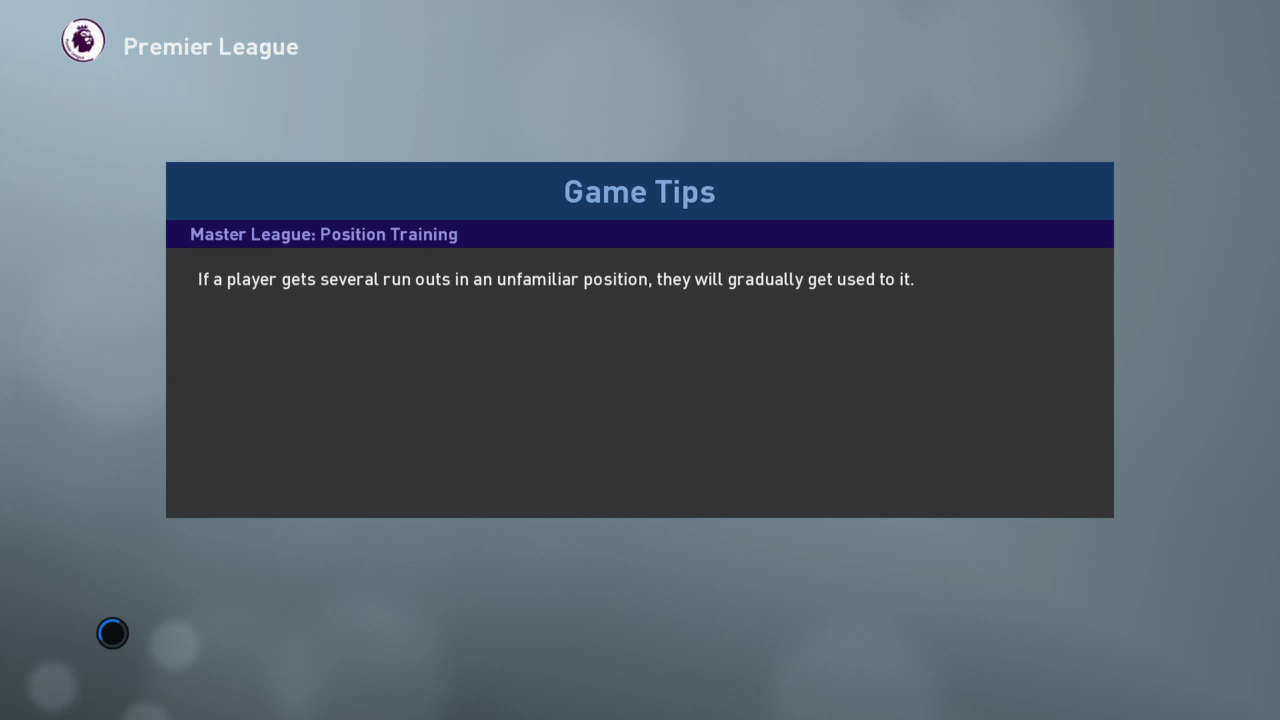 Premier League
Game Tips
Master League: Position Training
If a player gets several run outs in an unfamiliar position, they will gradually get used to it.